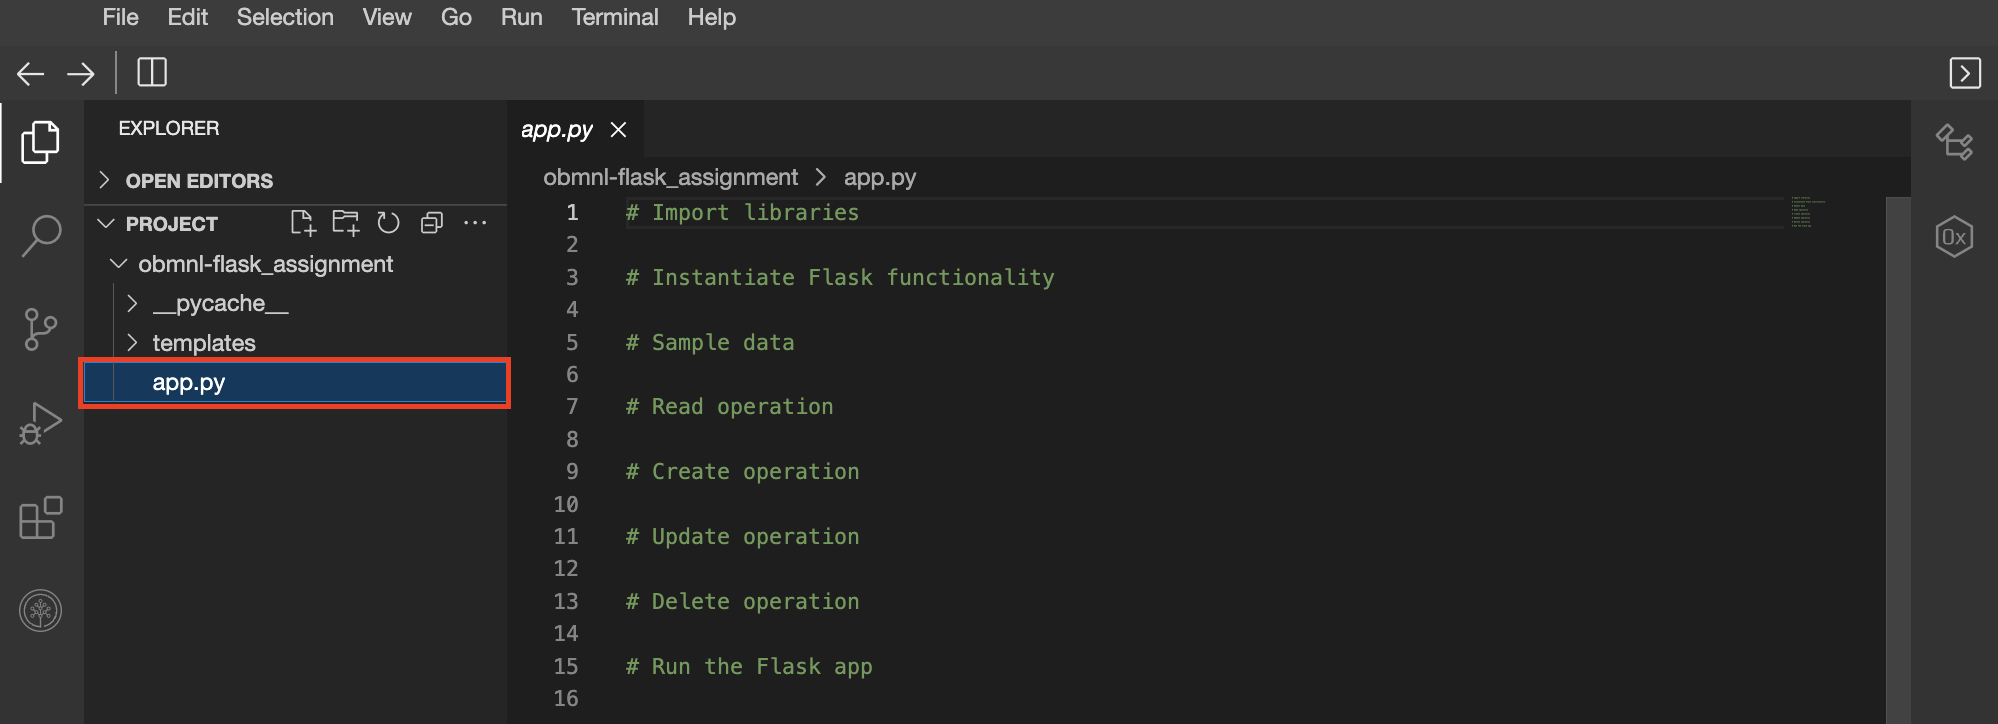 File Edit Selection View Go Run Terminal Help
EXPLORER
OPEN EDITORS
PROJECT
obmnl-flask_assignment
__pycache__
templates
app.py
app.py
obmnl-flask_assignment > app.py
1 # Import libraries
2
3 # Instantiate Flask functionality
4
5 # Sample data
6
7 # Read operation
8
9 # Create operation
10
11 # Update operation
12
13 # Delete operation
14
15 # Run the Flask app
16
0x